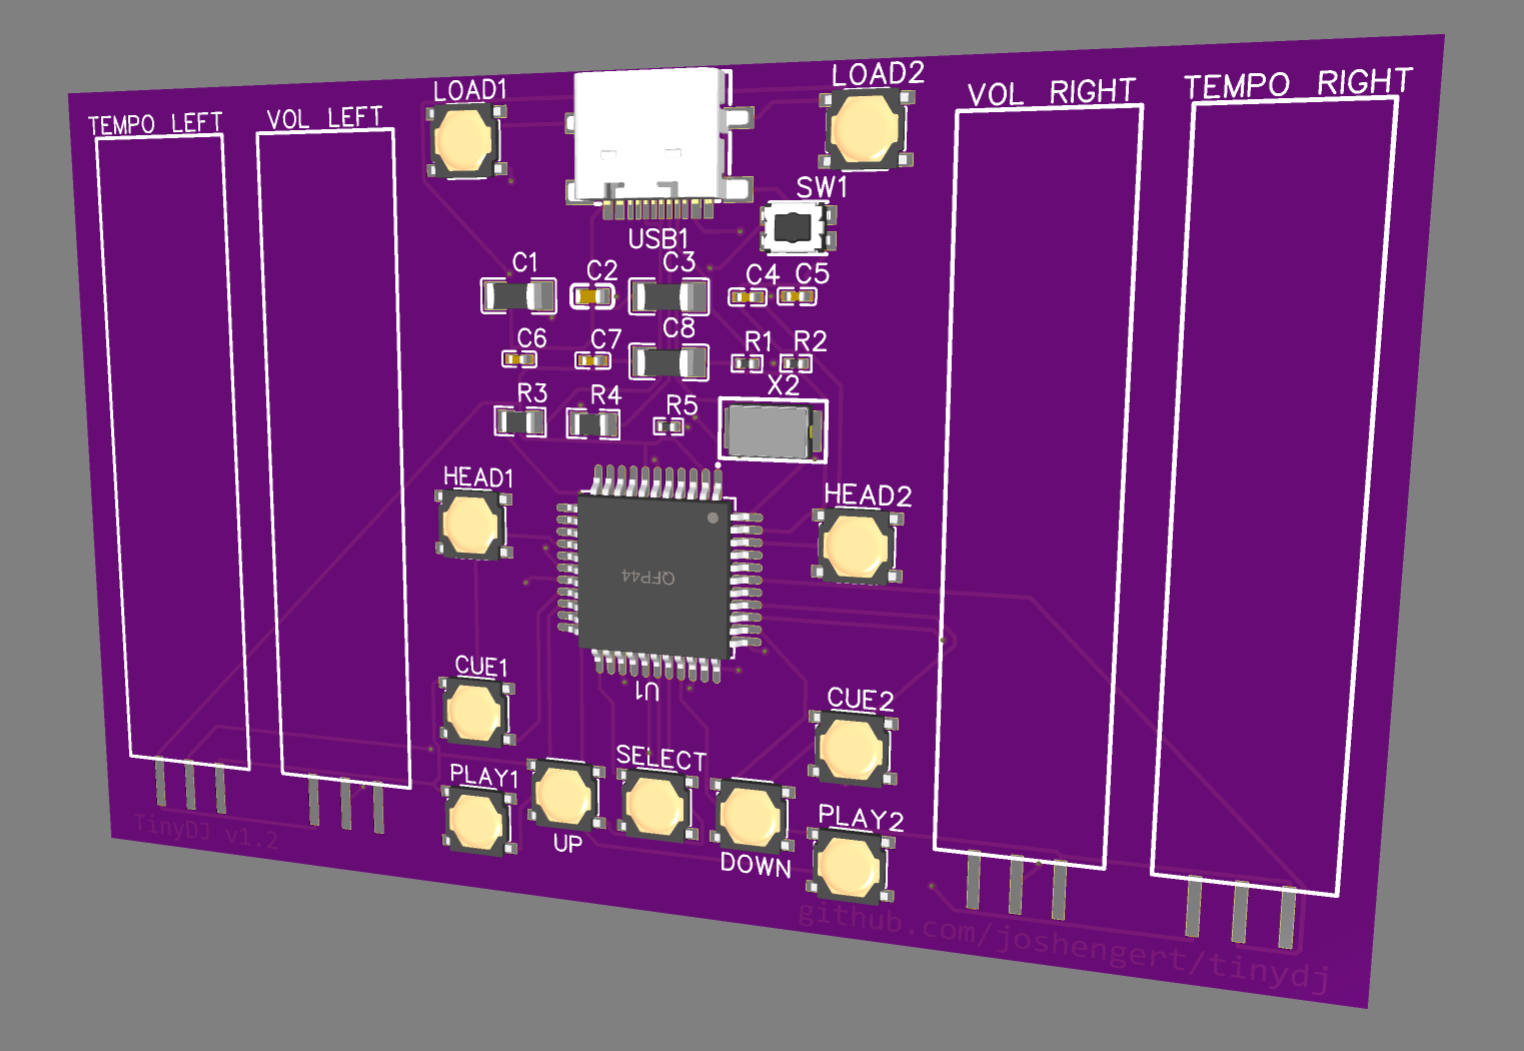 LOAD1
LOAD2
VOL RIGHT
TEMPO RIGHT
TEMPO LEFT
VOL LEFT
SW1
USB1
C1
C2
C3
C4
C5
C6
C7
C8
R1
R2
X2
R3
R4
R5
HEAD1
HEAD2
QFP44
U1
CUE1
CUE2
SELECT
PLAY1
UP
DOWN
PLAY2
TinyDJ v1.2
github.com/joshengert/tinydj